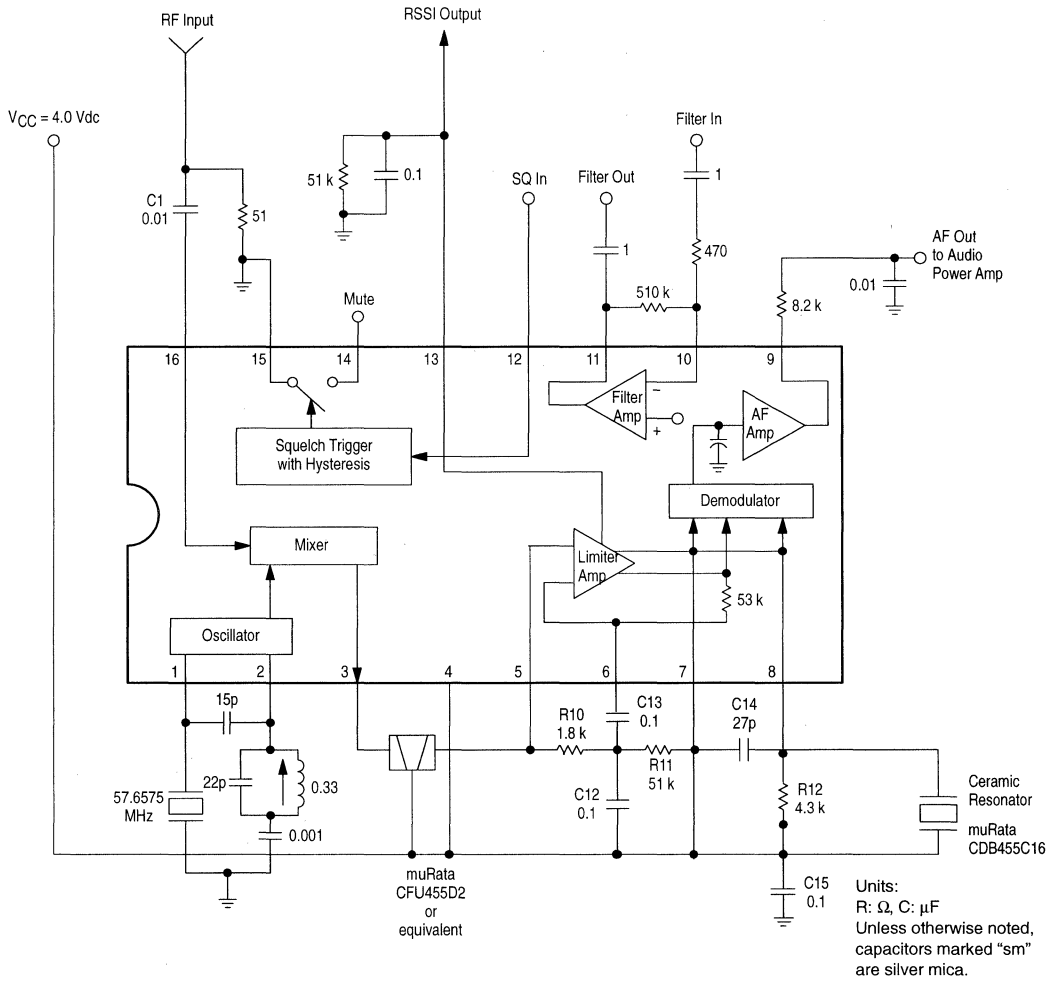 RF Input
RSSI Output
VCC = 4.0 Vdc
Filter In
51 k
0.1
SQ In
Filter Out
1
C1
0.01
51
1
470
AF Out
to Audio
Power Amp
0.01
Mute
510 k
8.2 k
16
15
14
13
12
11
10
9
Filter
Amp
–
+
AF
Amp
Squelch Trigger
with Hysteresis
Demodulator
Mixer
Limiter
Amp
53 k
Oscillator
1
2
3
4
5
6
7
8
15p
C13
0.1
C14
27p
R10
1.8 k
R11
51 k
22p
0.33
57.6575
MHz
C12
0.1
R12
4.3 k
Ceramic
Resonator
muRata
CDB455C16
0.001
muRata
CFU455D2
or
equivalent
C15
0.1
Units:
R: Ω, C: µF
Unless otherwise noted,
capacitors marked “sm”
are silver mica.